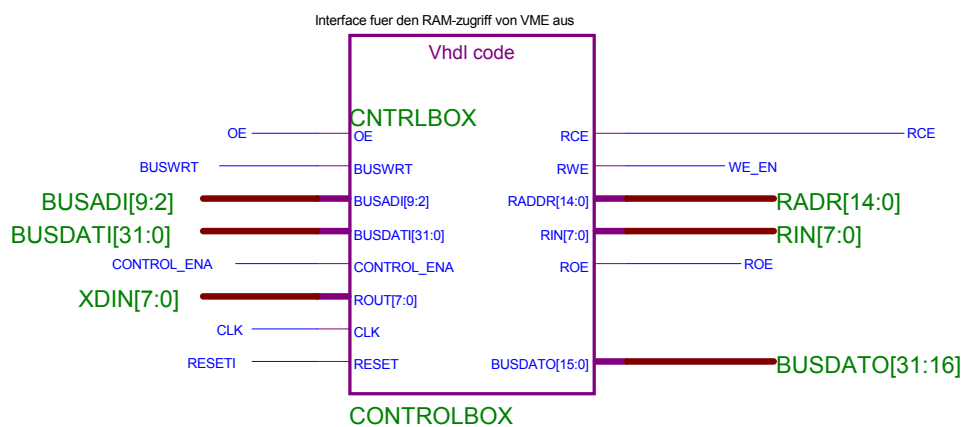 Interface fuer den RAM-zugriff von VME aus
Vhdl code
CNTRLBOX
OE OE RCE RCE
BUSWRT BUSWRT RWE WE_EN
BUSADI[9:2] BUSADI[9:2] RADDR[14:0] RADR[14:0]
BUSDATI[31:0] BUSDATI[31:0] RIN[7:0] RIN[7:0]
CONTROL_ENA CONTROL_ENA ROE ROE
XDIN[7:0] ROUT[7:0]
CLK CLK
RESETI RESET BUSDATO[15:0] BUSDATO[31:16]
CONTROLBOX